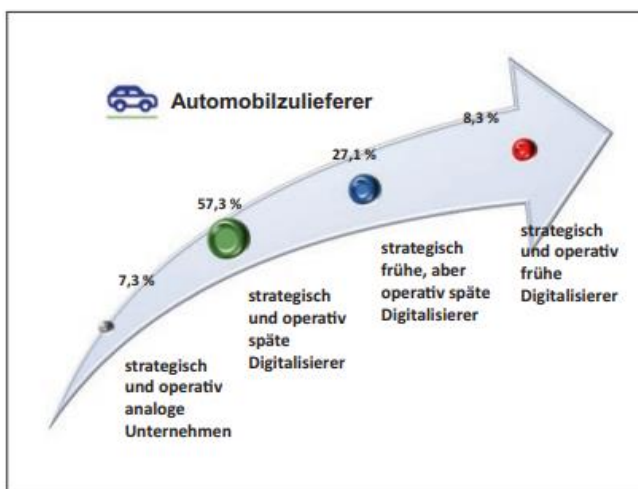 Automobilzulieferer
7,3 %
strategisch
und operativ
analoge
Unternehmen
57,3 %
strategisch
und operativ
späte
Digitalisierer
27,1 %
strategisch
frühe, aber
operativ späte
Digitalisierer
8,3 %
strategisch
und operativ
frühe
Digitalisierer